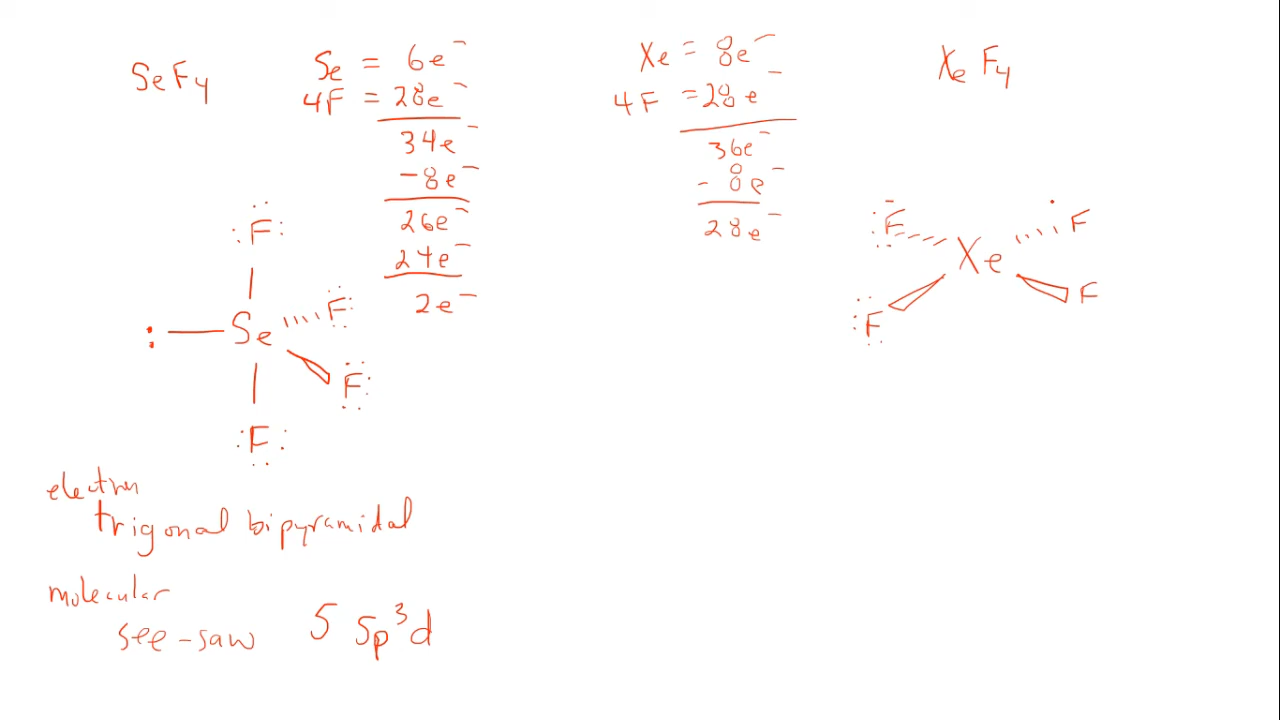 SeF4
Se = 6e⁻
4F = 28e⁻
34e⁻
-8e⁻
26e⁻
24e⁻
2e⁻
:F:
: Se F:
F:
:F:
electron
trigonal bipyramidal
molecular
see-saw 5 sp³d
Xe = 8e⁻
4F = 28e⁻
36e⁻
- 8e⁻
28e⁻
XeF4
:F Xe F
:F F